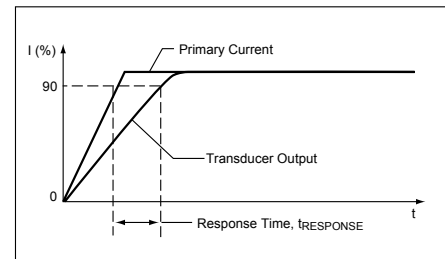 I (%)
Primary Current
90
Transducer Output
0
t
Response Time, tRESPONSE